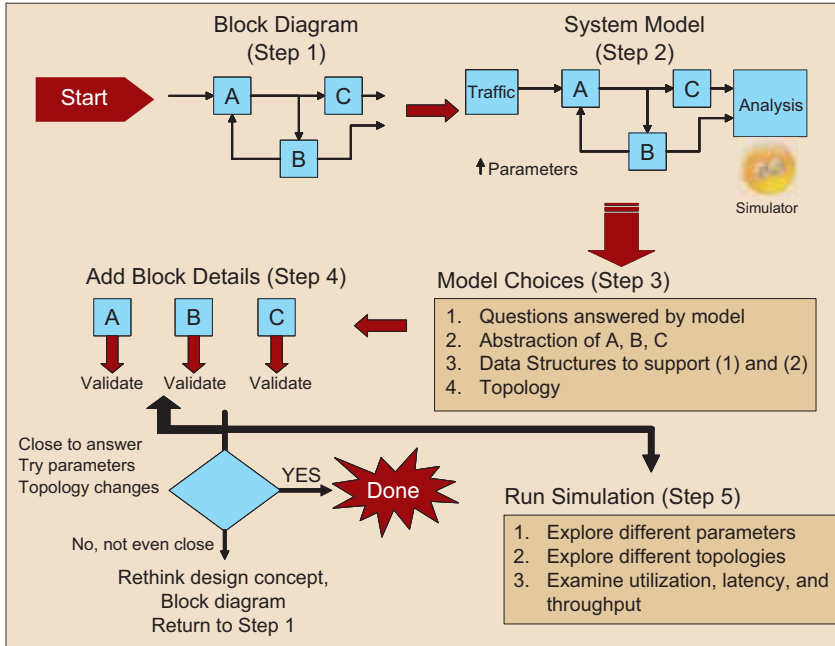 Block Diagram
(Step 1)
System Model
(Step 2)
Start
A
C
B
Traffic
A
C
Analysis
B
Parameters
Simulator
Add Block Details (Step 4)
A
B
C
Validate
Validate
Validate
Model Choices (Step 3)
1. Questions answered by model
2. Abstraction of A, B, C
3. Data Structures to support (1) and (2)
4. Topology
Close to answer
Try parameters
Topology changes
YES
Done
No, not even close
Rethink design concept,
Block diagram
Return to Step 1
Run Simulation (Step 5)
1. Explore different parameters
2. Explore different topologies
3. Examine utilization, latency, and
throughput